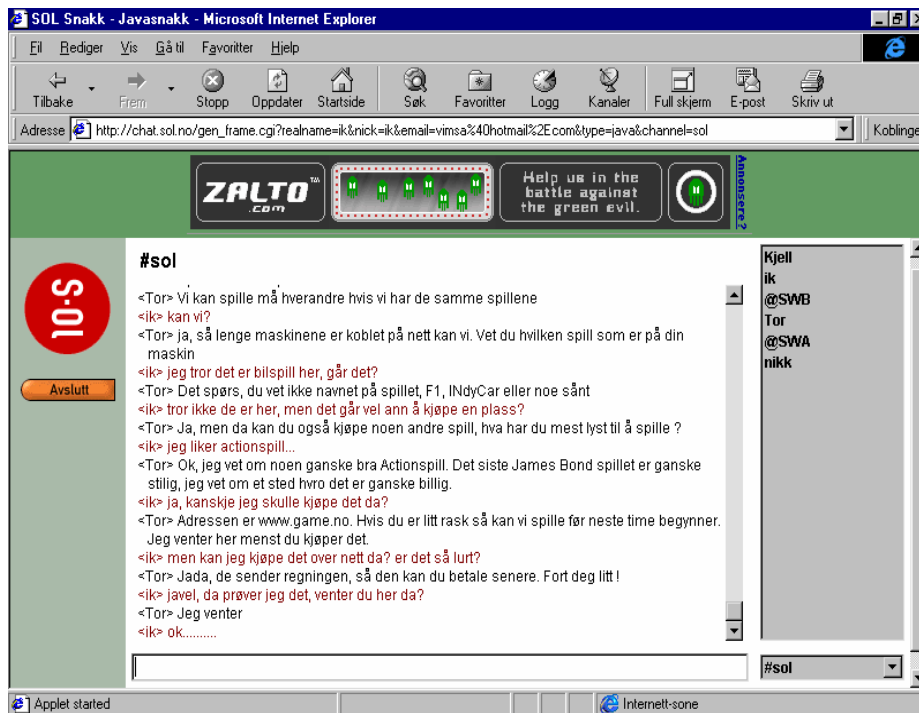 SOL Snakk - Javasnakk - Microsoft Internet Explorer
Fil Rediger Vis Gå til Favoritter Hjelp
Tilbake Frem Stopp Oppdater Startside Søk Favoritter Logg Kanaler Full skjerm E-post Skriv ut
Adresse http://chat.sol.no/gen_frame.cgi?realname=ik&nick=ik&email=vimsa%40hotmail%2Ecom&type=java&channel=sol Koblinge
ZALTO™
.com
Help us in the
battle against
the green evil.
Annonsere?
S·OL
Avslutt
#sol
<Tor> Vi kan spille må hverandre hvis vi har de samme spillene
<ik> kan vi?
<Tor> ja, så lenge maskinene er koblet på nett kan vi. Vet du hvilken spill som er på din
maskin
<ik> jeg tror det er bilspill her, går det?
<Tor> Det spørs, du vet ikke navnet på spillet, F1, INdyCar eller noe sånt
<ik> tror ikke de er her, men det går vel ann å kjøpe en plass?
<Tor> Ja, men da kan du også kjøpe noen andre spill, hva har du mest lyst til å spille ?
<ik> jeg liker actionspill...
<Tor> Ok, jeg vet om noen ganske bra Actionspill. Det siste James Bond spillet er ganske
stilig, jeg vet om et sted hvro det er ganske billig.
<ik> ja, kanskje jeg skulle kjøpe det da?
<Tor> Adressen er www.game.no. Hvis du er litt rask så kan vi spille før neste time begynner.
Jeg venter her menst du kjøper det.
<ik> men kan jeg kjøpe det over nett da? er det så lurt?
<Tor> Jada, de sender regningen, så den kan du betale senere. Fort deg litt !
<ik> javel, da prøver jeg det, venter du her da?
<Tor> Jeg venter
<ik> ok..........
Kjell
ik
@SWB
Tor
@SWA
nikk
#sol
Applet started
Internett-sone